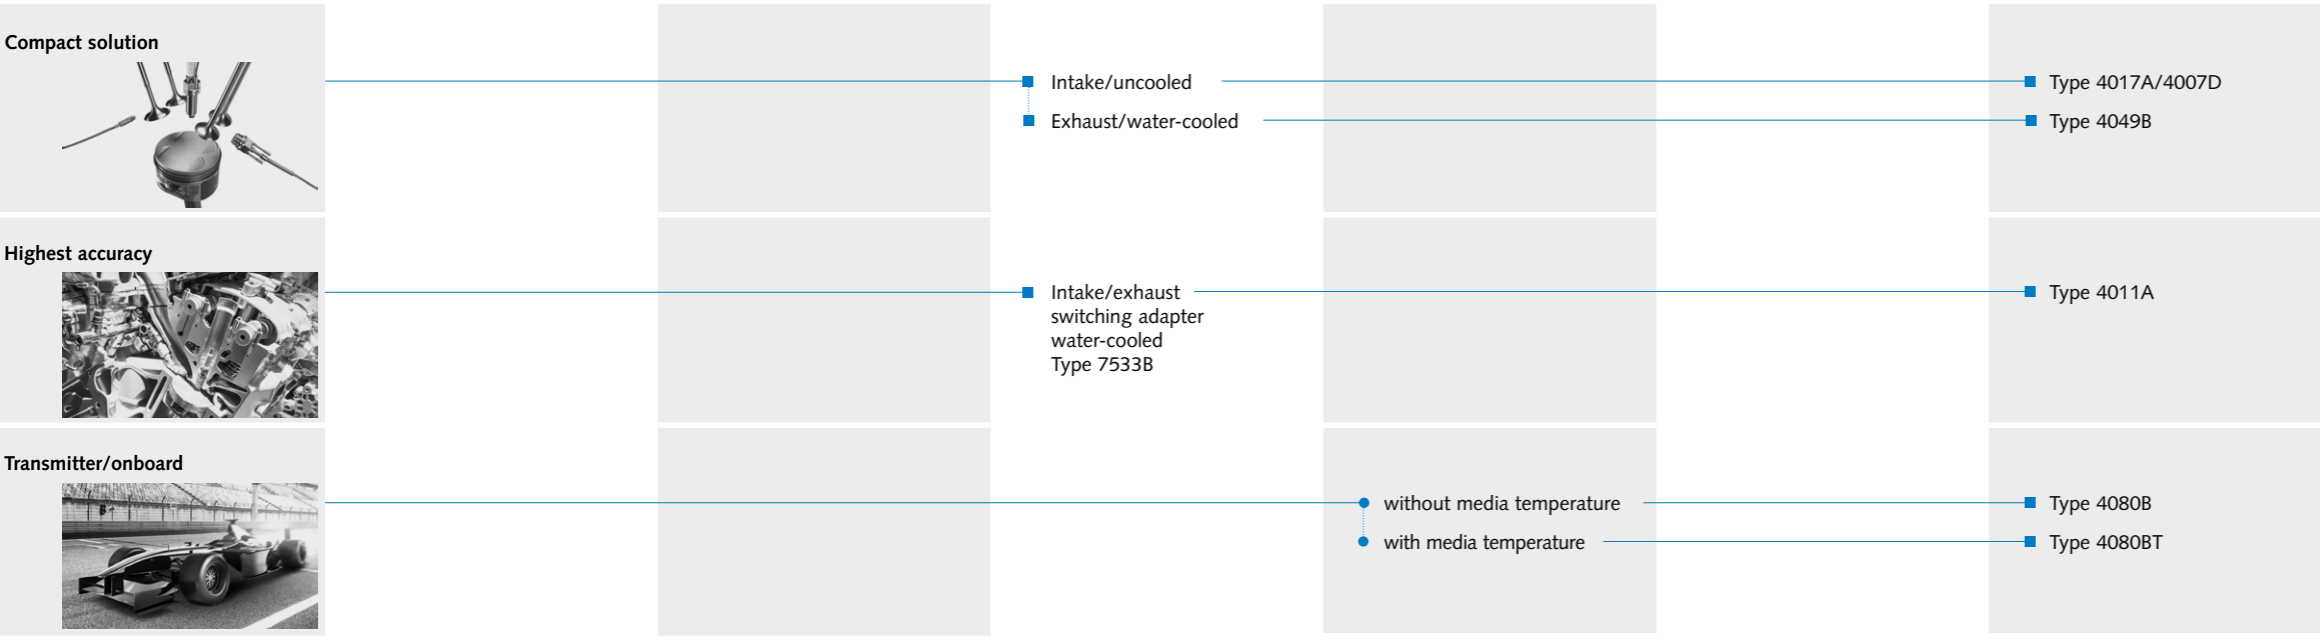 Compact solution
Intake/uncooled
Type 4017A/4007D
Exhaust/water-cooled
Type 4049B
Highest accuracy
Intake/exhaust
switching adapter
water-cooled
Type 7533B
Type 4011A
Transmitter/onboard
without media temperature
Type 4080B
with media temperature
Type 4080BT